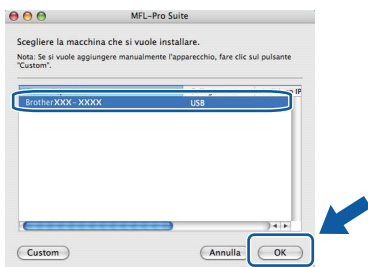 MFL-Pro Suite
Scegliere la macchina che si vuole installare.
Nota: Se si vuole aggiungere manualmente l'apparecchio, fare clic sul pulsante
"Custom".
IP
BrotherXXX-XXXX USB
Custom Annulla OK